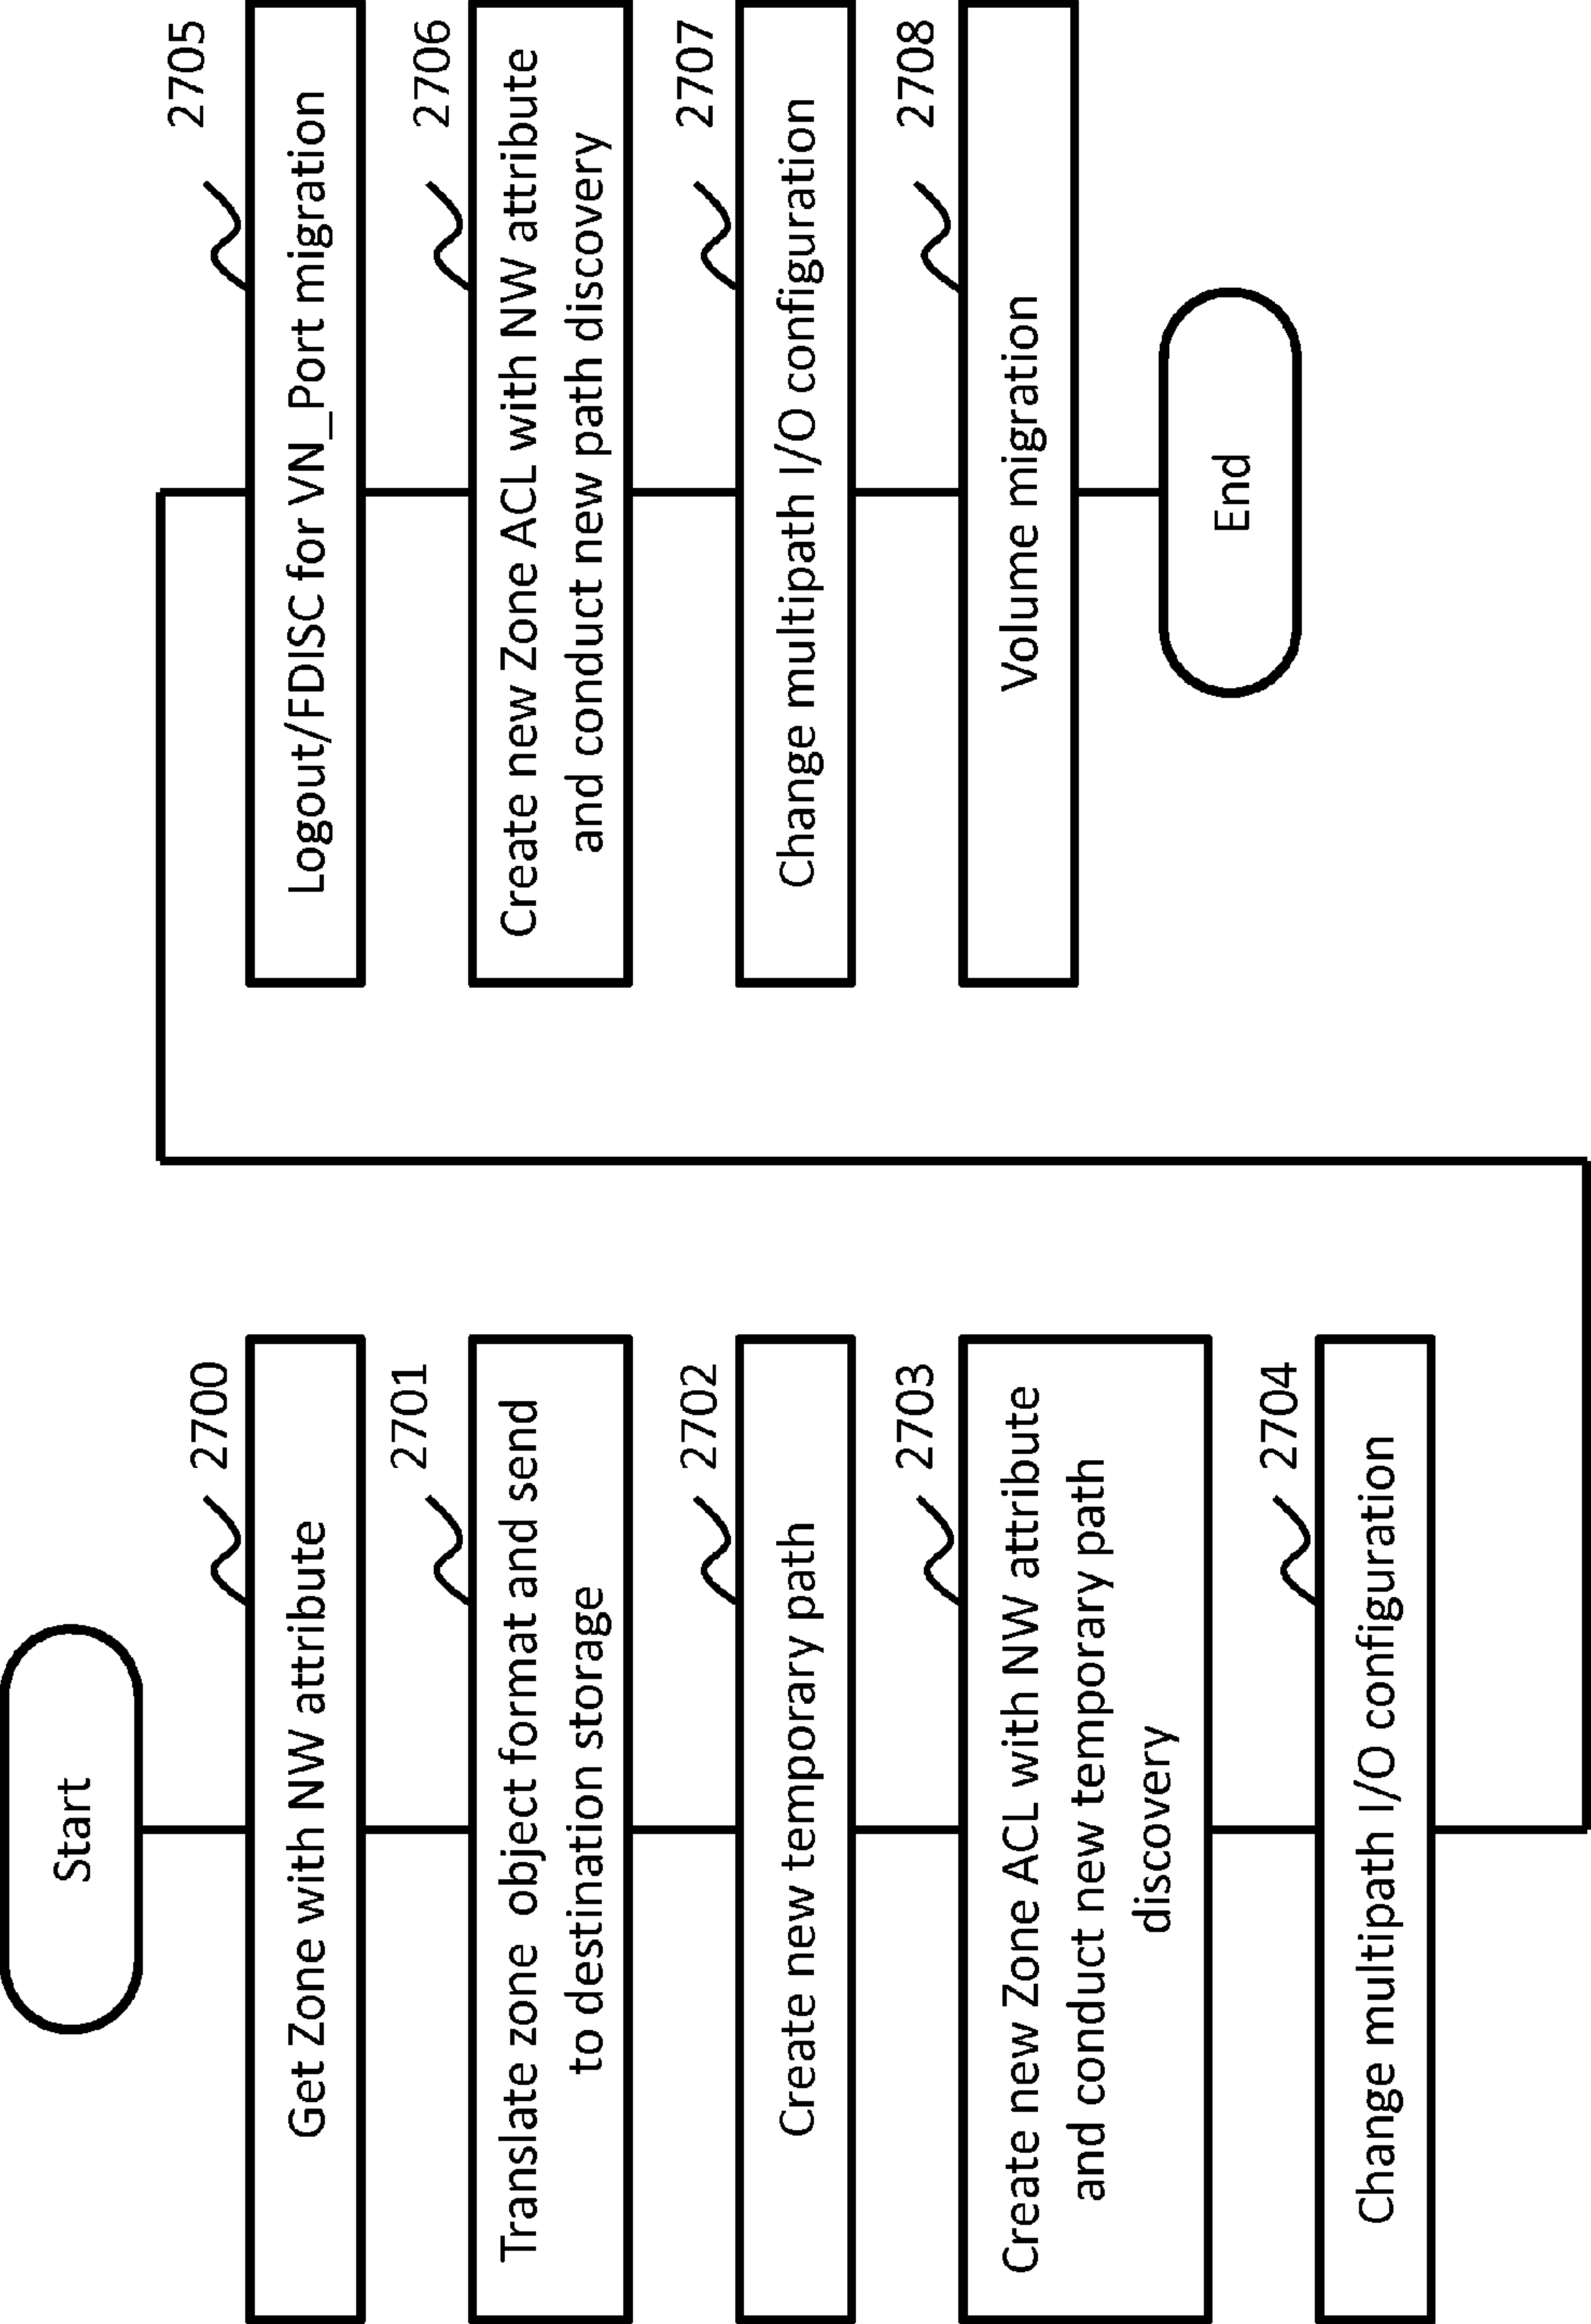 Start
2700
Get Zone with NW attribute
2701
Translate zone object format and send
to destination storage
2702
Create new temporary path
2703
Create new Zone ACL with NW attribute
and conduct new temporary path
discovery
2704
Change multipath I/O configuration
2705
Logout/FDISC for VN_Port migration
2706
Create new Zone ACL with NW attribute
and conduct new path discovery
2707
Change multipath I/O configuration
2708
Volume migration
End